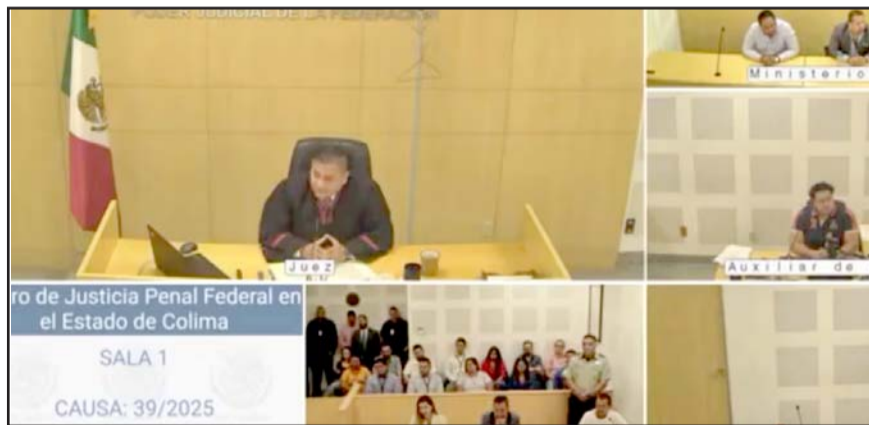 PODER JUDICIAL DE LA FEDERACIÓN
Ministerio
Juez
Auxiliar de
ro de Justicia Penal Federal en
el Estado de Colima
SALA 1
CAUSA: 39/2025